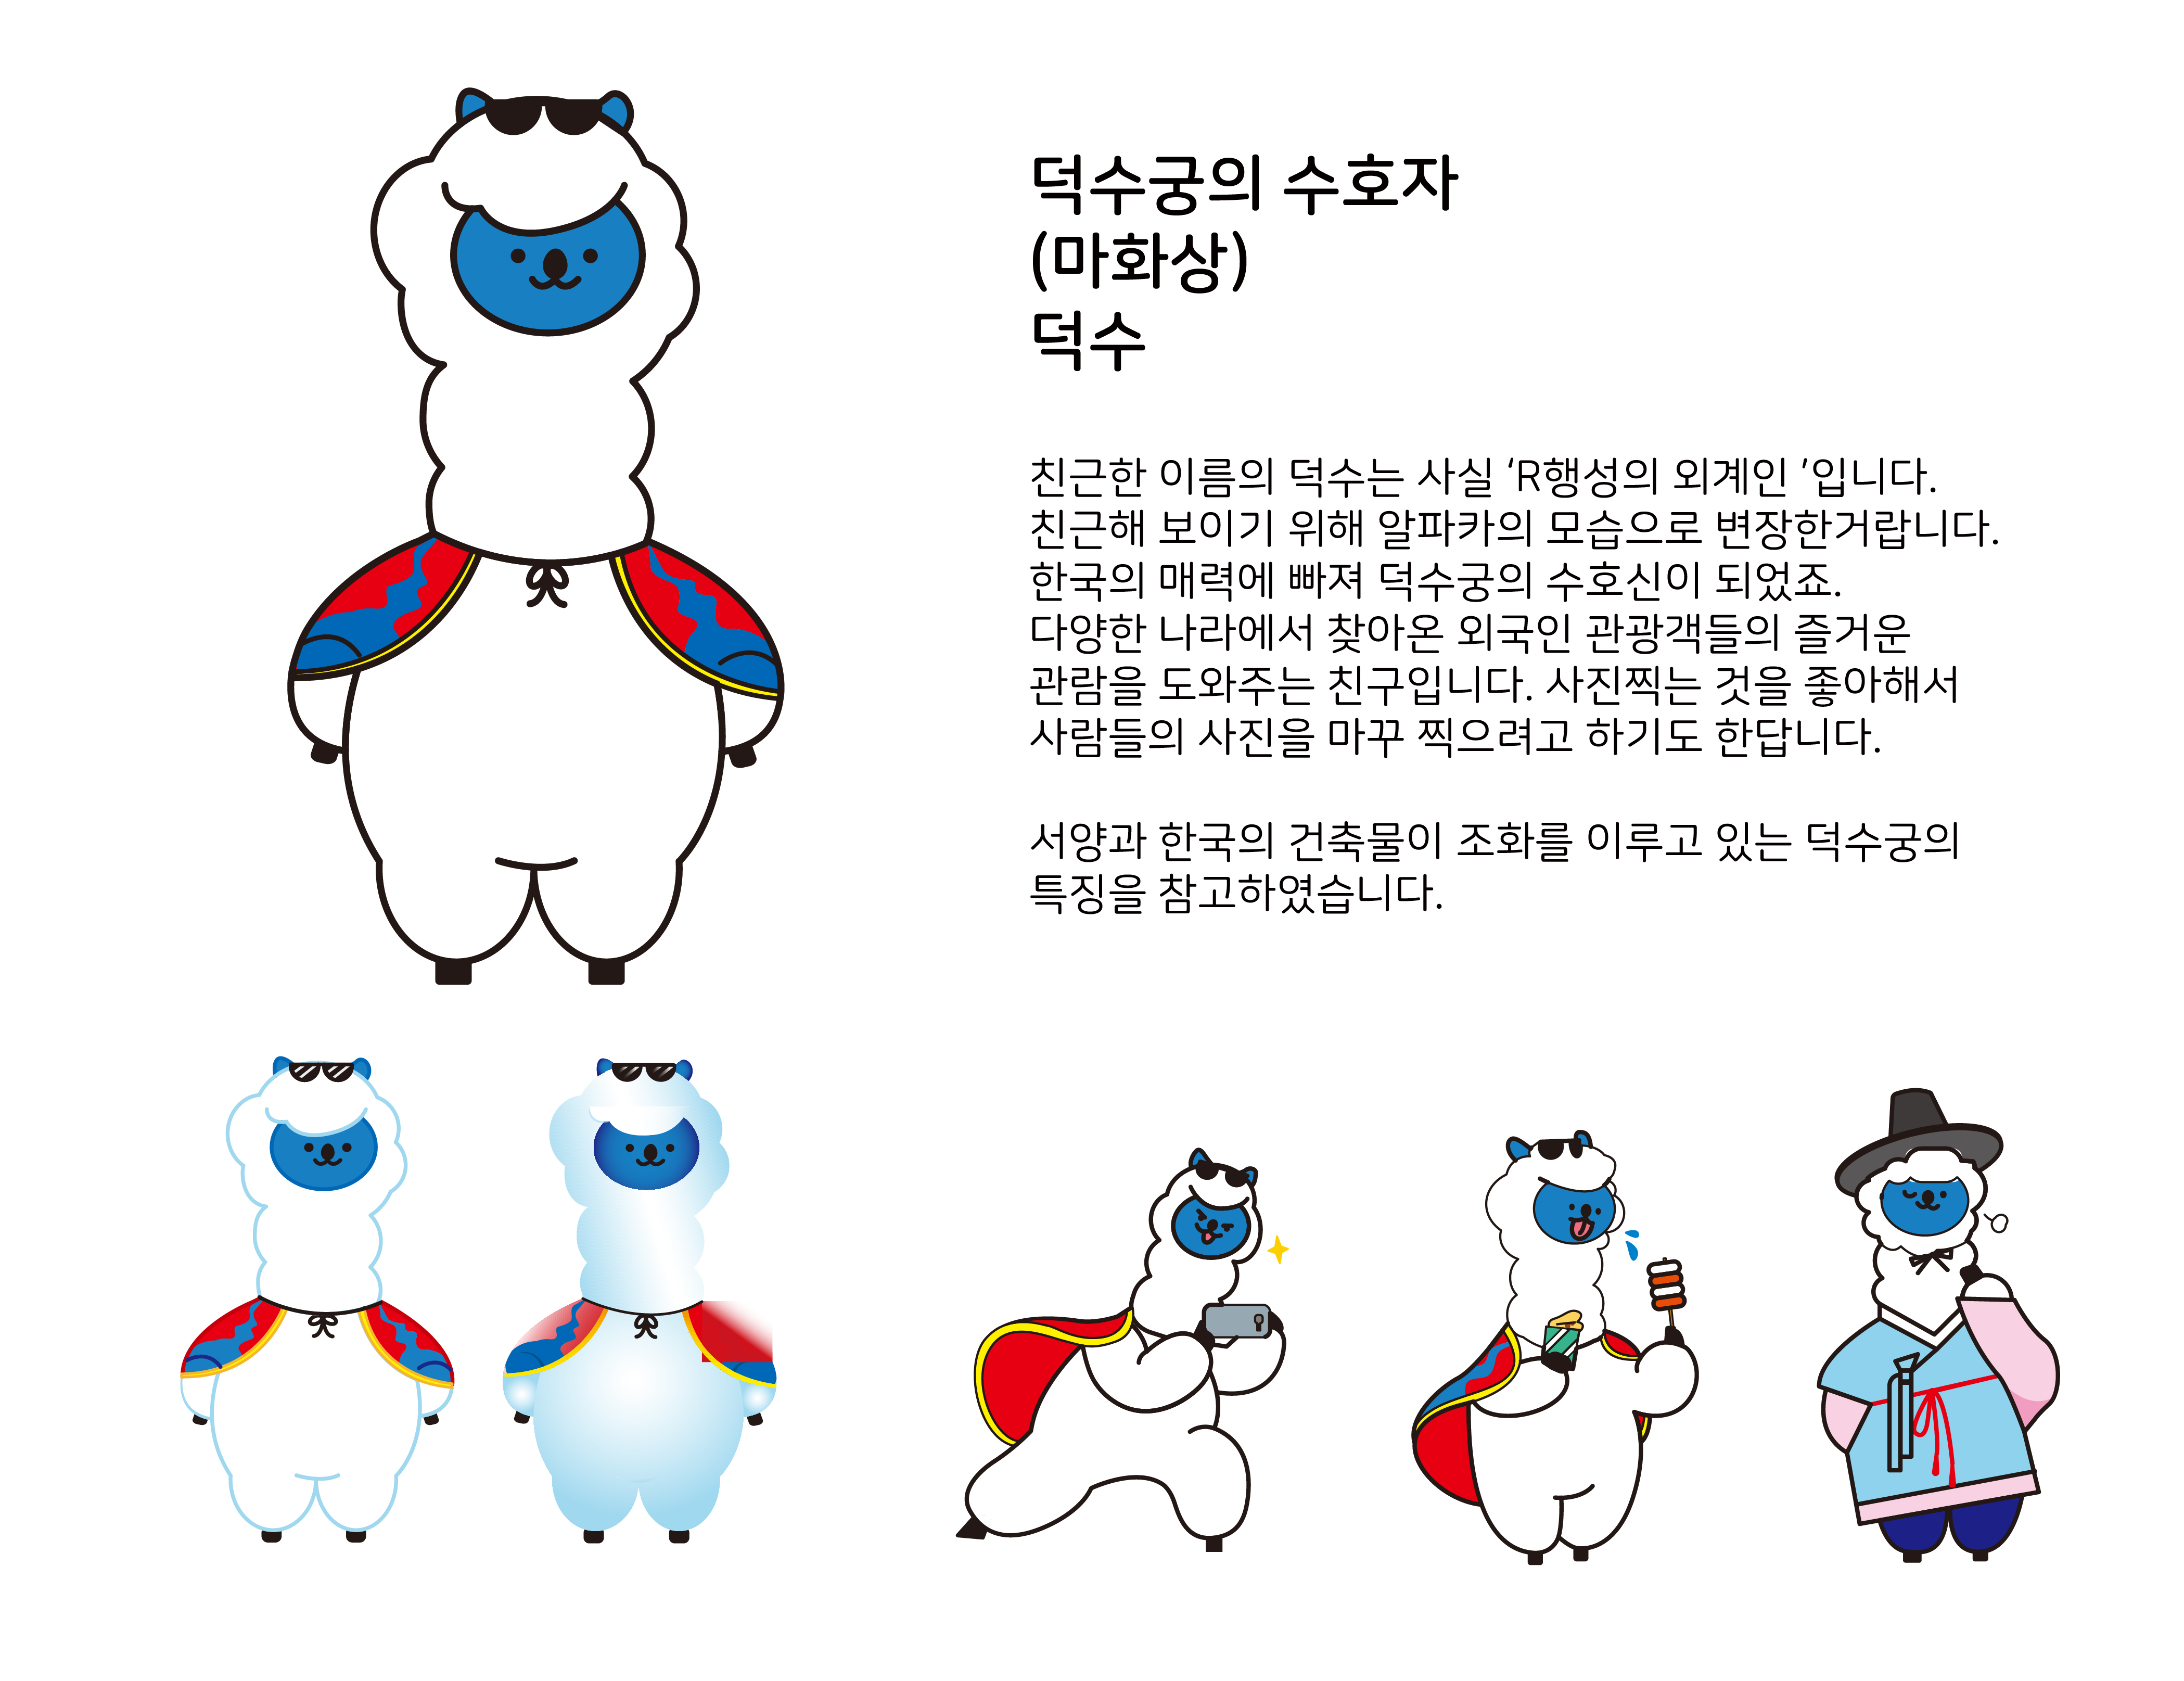 덕수궁의 수호자
(마화상)
덕수
친근한 이름의 덕수는 사실 ‘R행성의 외계인 ’입니다.
친근해 보이기 위해 알파카의 모습으로 변장한거랍니다.
한국의 매력에 빠져 덕수궁의 수호신이 되었죠.
다양한 나라에서 찾아온 외국인 관광객들의 즐거운
관람을 도와주는 친구입니다. 사진찍는 것을 좋아해서
사람들의 사진을 마꾸 찍으려고 하기도 한답니다.
서양과 한국의 건축물이 조화를 이루고 있는 덕수궁의
특징을 참고하였습니다.